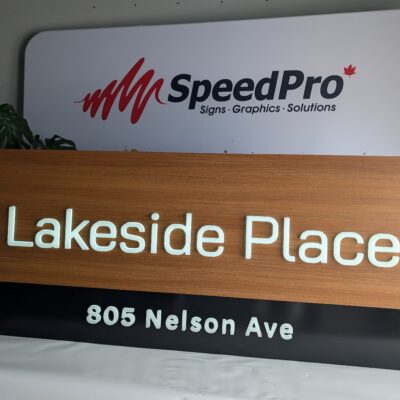 SpeedPro
Signs · Graphics · Solutions
Lakeside Place
805 Nelson Ave